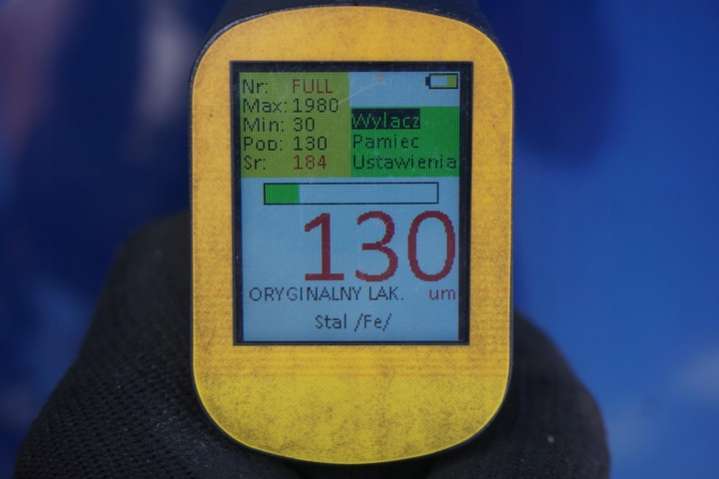 Nr: FULL
Max: 1980
Min: 30
Pop: 130
Sr: 184
Wylacz
Pamiec
Ustawienia
130
ORYGINALNY LAK. um
Stal /Fe/